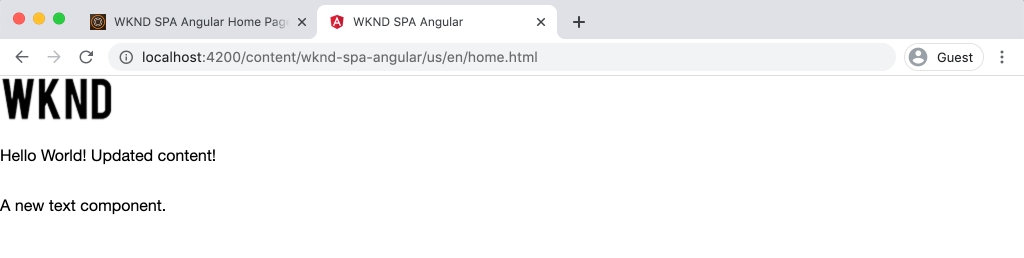 WKND SPA Angular Home Page
WKND SPA Angular
localhost:4200/content/wknd-spa-angular/us/en/home.html
Guest
WKND
Hello World! Updated content!
A new text component.